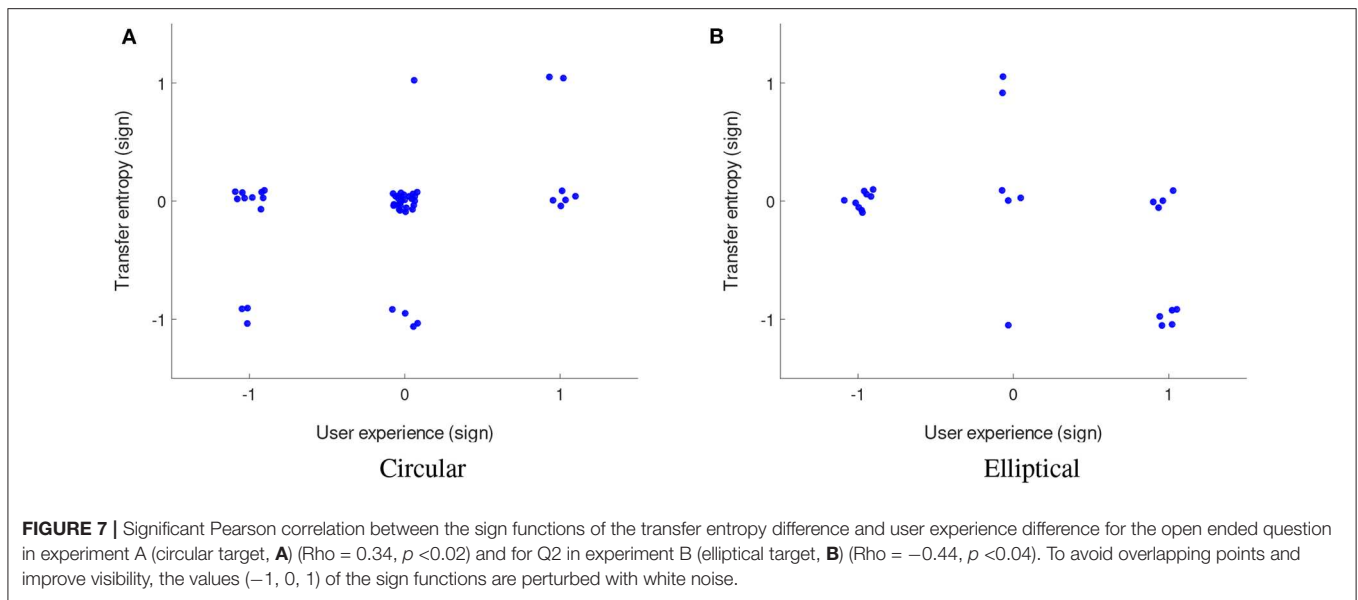 A
B
1
0
-1
Transfer entropy (sign)
-1
0
1
User experience (sign)
Circular
1
0
-1
Transfer entropy (sign)
-1
0
1
User experience (sign)
Elliptical
FIGURE 7 | Significant Pearson correlation between the sign functions of the transfer entropy difference and user experience difference for the open ended question
in experiment A (circular target, A) (Rho = 0.34, p <0.02) and for Q2 in experiment B (elliptical target, B) (Rho = −0.44, p <0.04). To avoid overlapping points and
improve visibility, the values (−1, 0, 1) of the sign functions are perturbed with white noise.